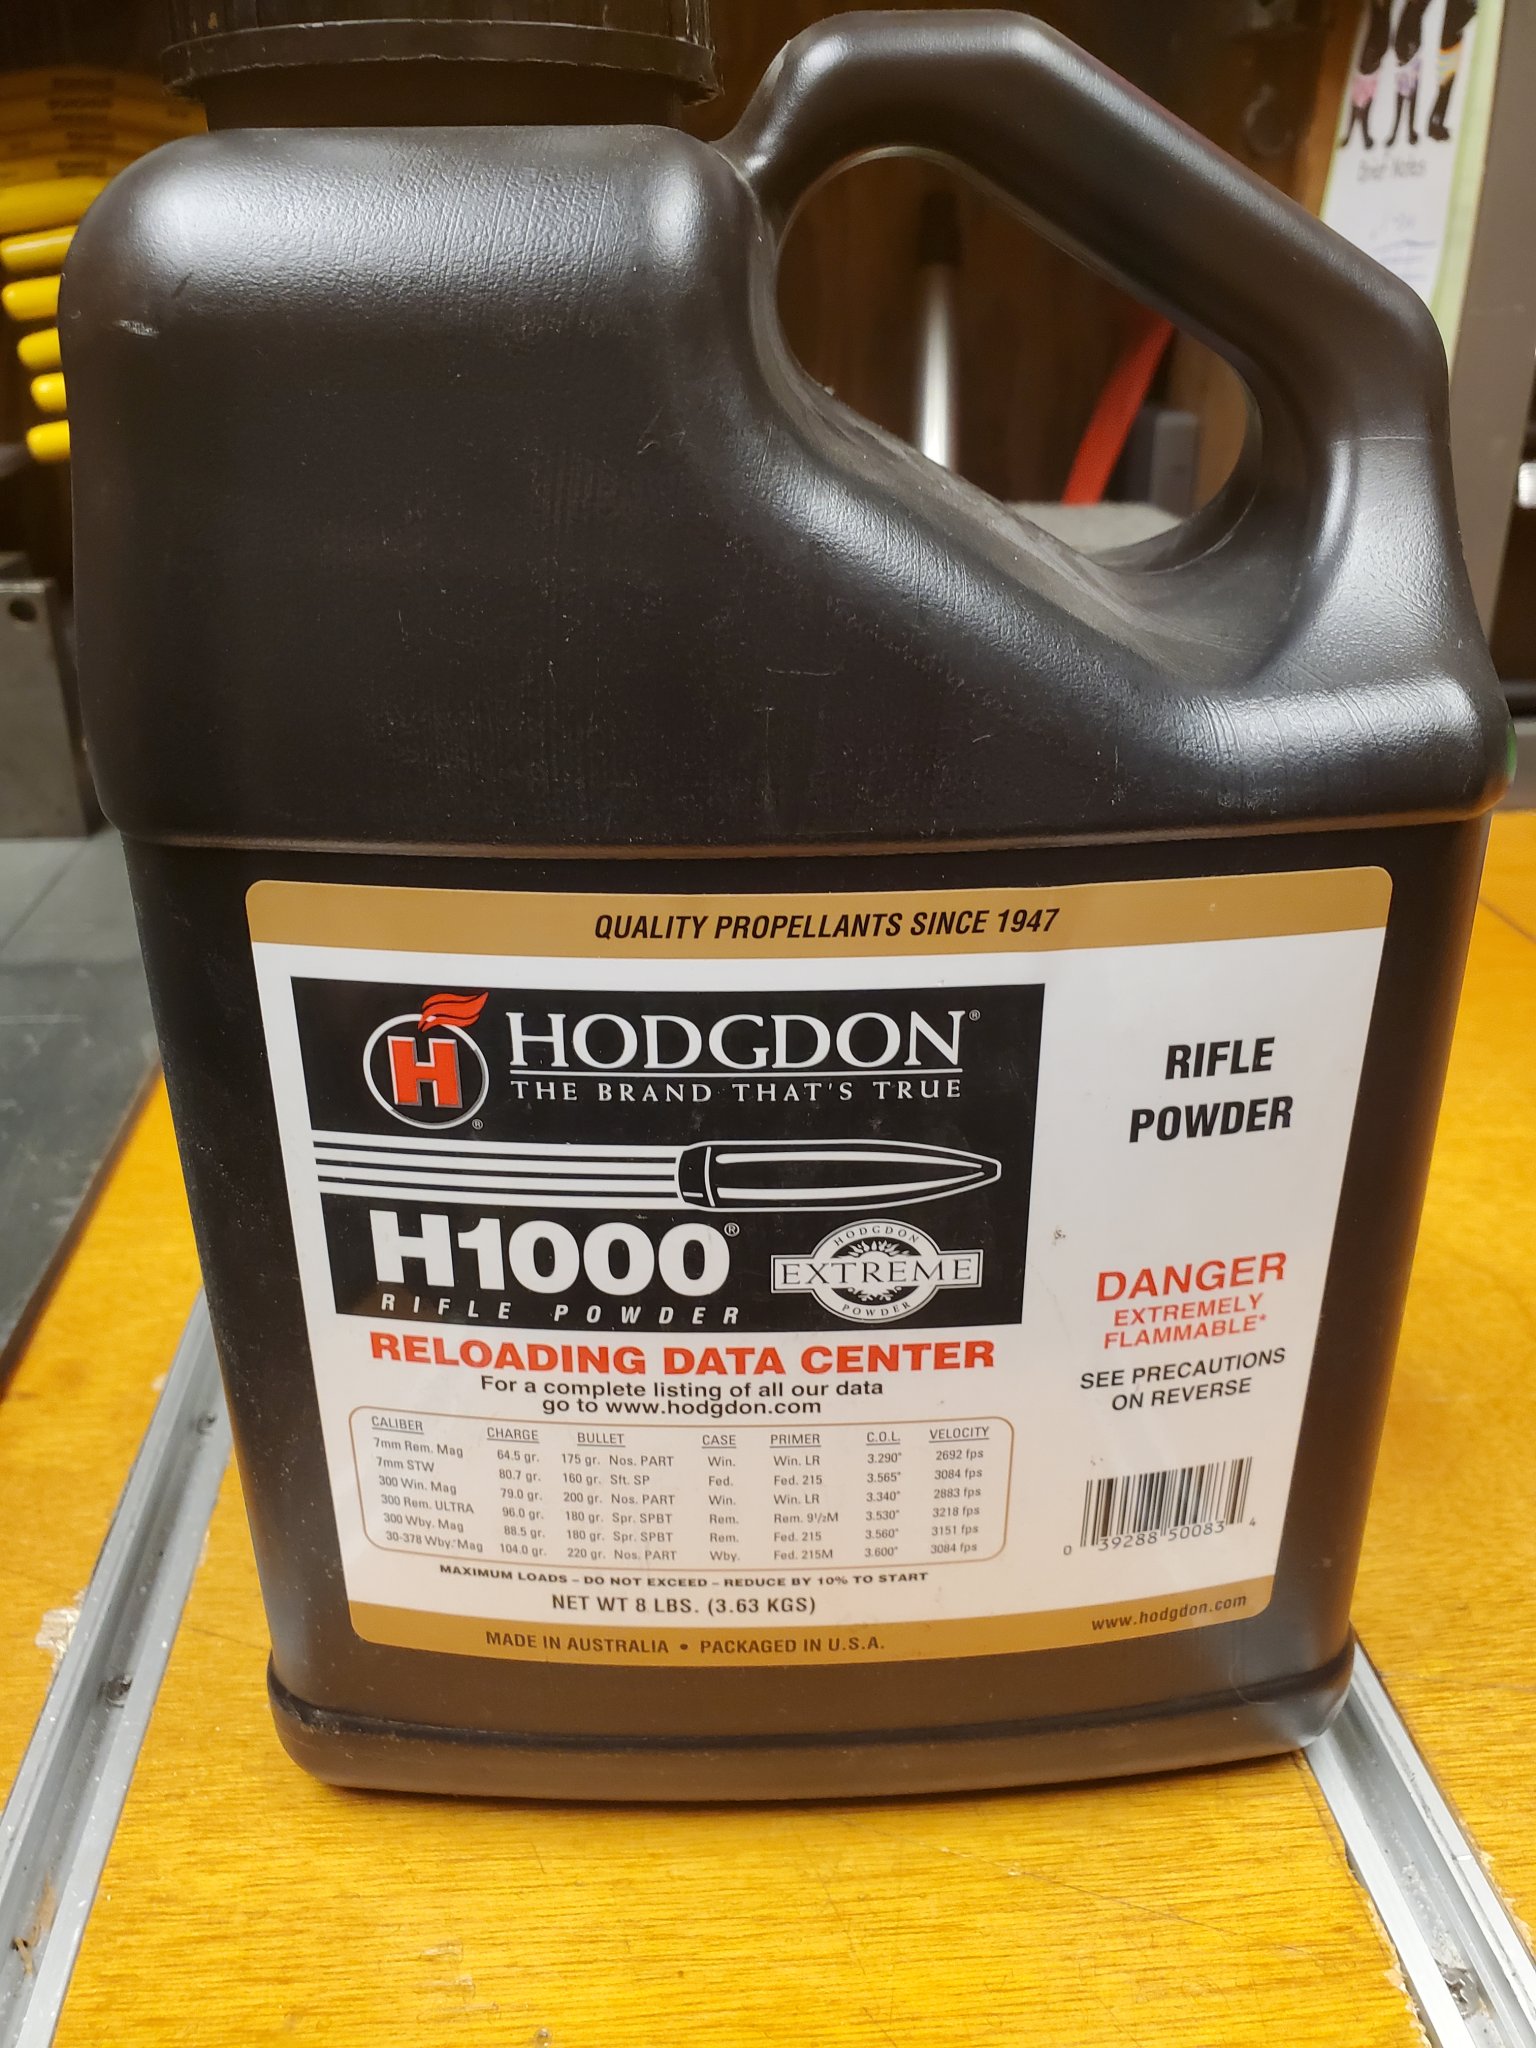 QUALITY PROPELLANTS SINCE 1947
H
®
HODGDON®
THE BRAND THAT'S TRUE
H1000®
RIFLE POWDER
HODGDON
EXTREME
POWDER
RIFLE
POWDER
DANGER
EXTREMELY
FLAMMABLE*
SEE PRECAUTIONS
ON REVERSE
RELOADING DATA CENTER
For a complete listing of all our data
go to www.hodgdon.com
CALIBER CHARGE BULLET CASE PRIMER C.O.L. VELOCITY
7mm Rem. Mag 64.5 gr. 175 gr. Nos. PART Win. Win. LR 3.290" 2692 fps
7mm STW 80.7 gr. 160 gr. Sft. SP Fed. Fed. 215 3.565" 3084 fps
300 Win. Mag 79.0 gr. 200 gr. Nos. PART Win. Win. LR 3.340" 2883 fps
300 Rem. ULTRA 96.0 gr. 180 gr. Spr. SPBT Rem. Rem. 9½M 3.530" 3218 fps
300 Wby. Mag 88.5 gr. 180 gr. Spr. SPBT Rem. Fed. 215 3.560" 3151 fps
30-378 Wby. Mag 104.0 gr. 220 gr. Nos. PART Wby. Fed. 215M 3.600" 3084 fps
MAXIMUM LOADS – DO NOT EXCEED – REDUCE BY 10% TO START
NET WT 8 LBS. (3.63 KGS)
0 39288 50083 4
MADE IN AUSTRALIA • PACKAGED IN U.S.A.
www.hodgdon.com